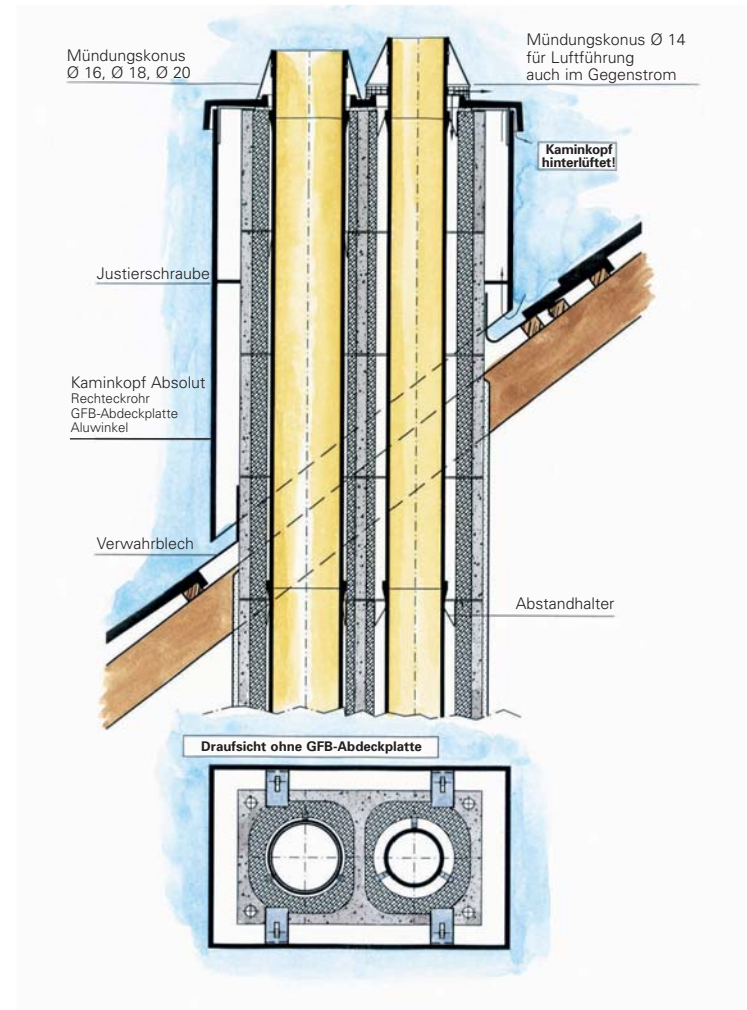 Mündungskonus
Ø 16, Ø 18, Ø 20
Mündungskonus Ø 14
für Luftführung
auch im Gegenstrom
Kaminkopf
hinterlüftet!
Justierschraube
Kaminkopf Absolut
Rechteckrohr
GFB-Abdeckplatte
Aluwinkel
Verwahrblech
Abstandhalter
Draufsicht ohne GFB-Abdeckplatte